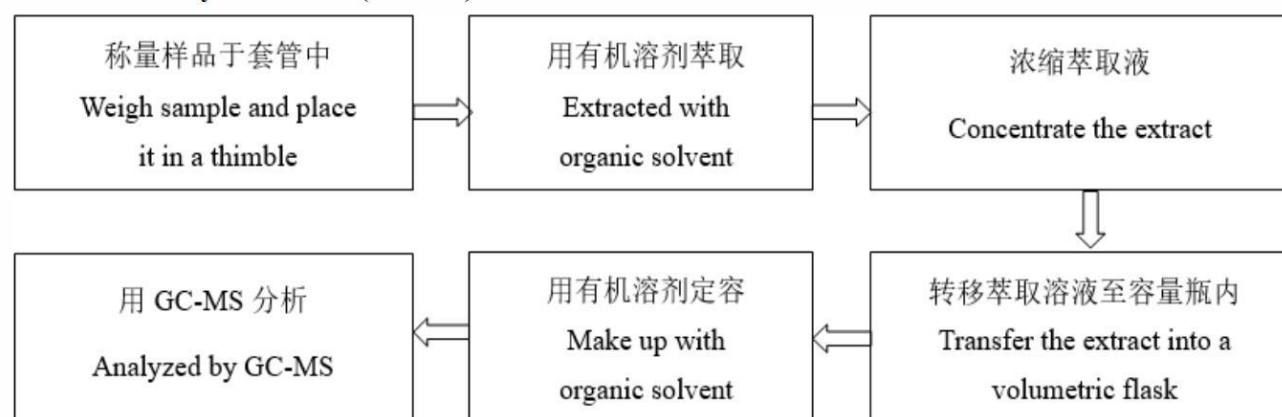 称量样品于套管中
Weigh sample and place
it in a thimble
用有机溶剂萃取
Extracted with
organic solvent
浓缩萃取液
Concentrate the extract
转移萃取溶液至容量瓶内
Transfer the extract into a
volumetric flask
用有机溶剂定容
Make up with
organic solvent
用 GC-MS 分析
Analyzed by GC-MS